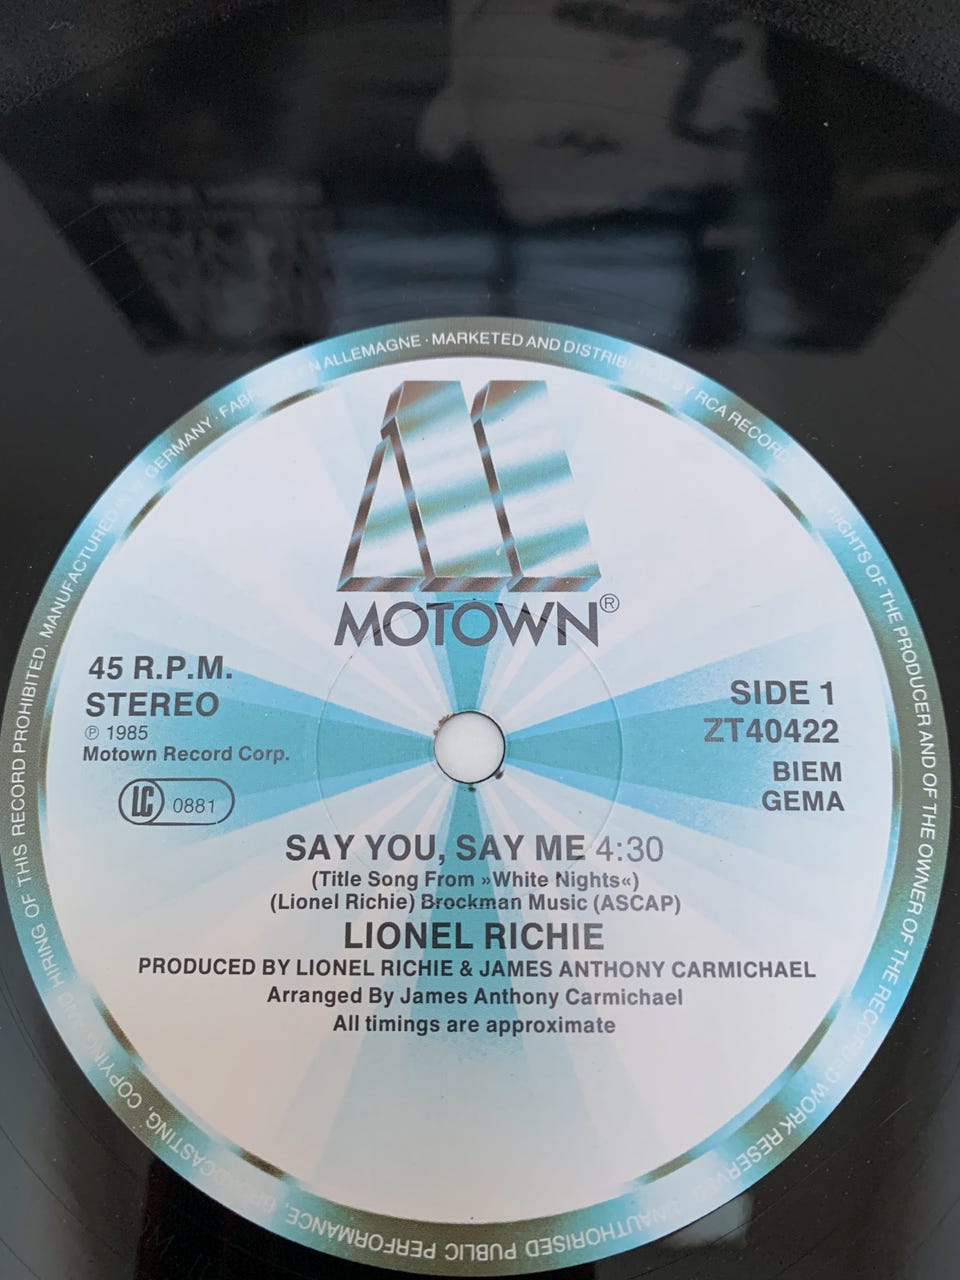 MOTOWN®
45 R.P.M.
STEREO
℗ 1985
Motown Record Corp.
LC 0881
SIDE 1
ZT40422
BIEM
GEMA
SAY YOU, SAY ME 4:30
(Title Song From »White Nights«)
(Lionel Richie) Brockman Music (ASCAP)
LIONEL RICHIE
PRODUCED BY LIONEL RICHIE & JAMES ANTHONY CARMICHAEL
Arranged By James Anthony Carmichael
All timings are approximate
MANUFACTURED IN GERMANY · FABRIQUÉ EN ALLEMAGNE · MARKETED AND DISTRIBUTED BY RCA RECORDS RIGHTS OF THE PRODUCER AND OF THE OWNER OF THE RECORDED WORK RESERVED. UNAUTHORISED PUBLIC PERFORMANCE, BROADCASTING, COPYING AND HIRING OF THIS RECORD PROHIBITED.